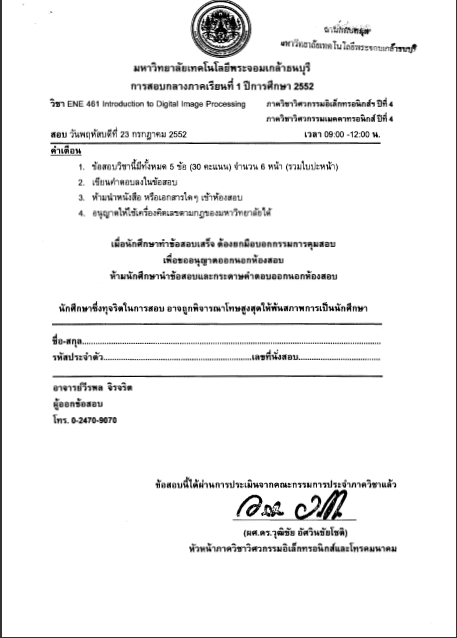 มหาวิทยาลัยเทคโนโลยีพระจอมเกล้าธนบุรี
มหาวิทยาลัยเทคโนโลยีพระจอมเกล้าธนบุรี
การสอบกลางภาคเรียนที่ 1 ปีการศึกษา 2552
วิชา ENE 461 Introduction to Digital Image Processing ภาควิชาวิศวกรรมอิเล็กทรอนิกส์ฯ ปีที่ 4
ภาควิชาวิศวกรรมเมคคาทรอนิกส์ ปีที่ 4
สอบ วันพฤหัสบดีที่ 23 กรกฎาคม 2552 เวลา 09:00 -12:00 น.
คำเตือน
1. ข้อสอบวิชานี้มีทั้งหมด 5 ข้อ (30 คะแนน) จำนวน 6 หน้า (รวมใบปะหน้า)
2. เขียนคำตอบลงในข้อสอบ
3. ห้ามนำหนังสือ หรือเอกสารใดๆ เข้าห้องสอบ
4. อนุญาตให้ใช้เครื่องคิดเลขตามกฎของมหาวิทยาลัยได้
เมื่อนักศึกษาทำข้อสอบเสร็จ ต้องยกมือบอกกรรมการคุมสอบ
เพื่อขออนุญาตออกนอกห้องสอบ
ห้ามนักศึกษานำข้อสอบและกระดาษคำตอบออกนอกห้องสอบ
นักศึกษาซึ่งทุจริตในการสอบ อาจถูกพิจารณาโทษสูงสุดให้พ้นสภาพการเป็นนักศึกษา
ชื่อ-สกุล
รหัสประจำตัว เลขที่นั่งสอบ
อาจารย์วีรพล จิรจริต
ผู้ออกข้อสอบ
โทร. 0-2470-9070
ข้อสอบนี้ได้ผ่านการประเมินจากคณะกรรมการประจำภาควิชาแล้ว
(ผศ.ดร.วุฒิชัย อัศวินชัยโชติ)
หัวหน้าภาควิชาวิศวกรรมอิเล็กทรอนิกส์และโทรคมนาคม